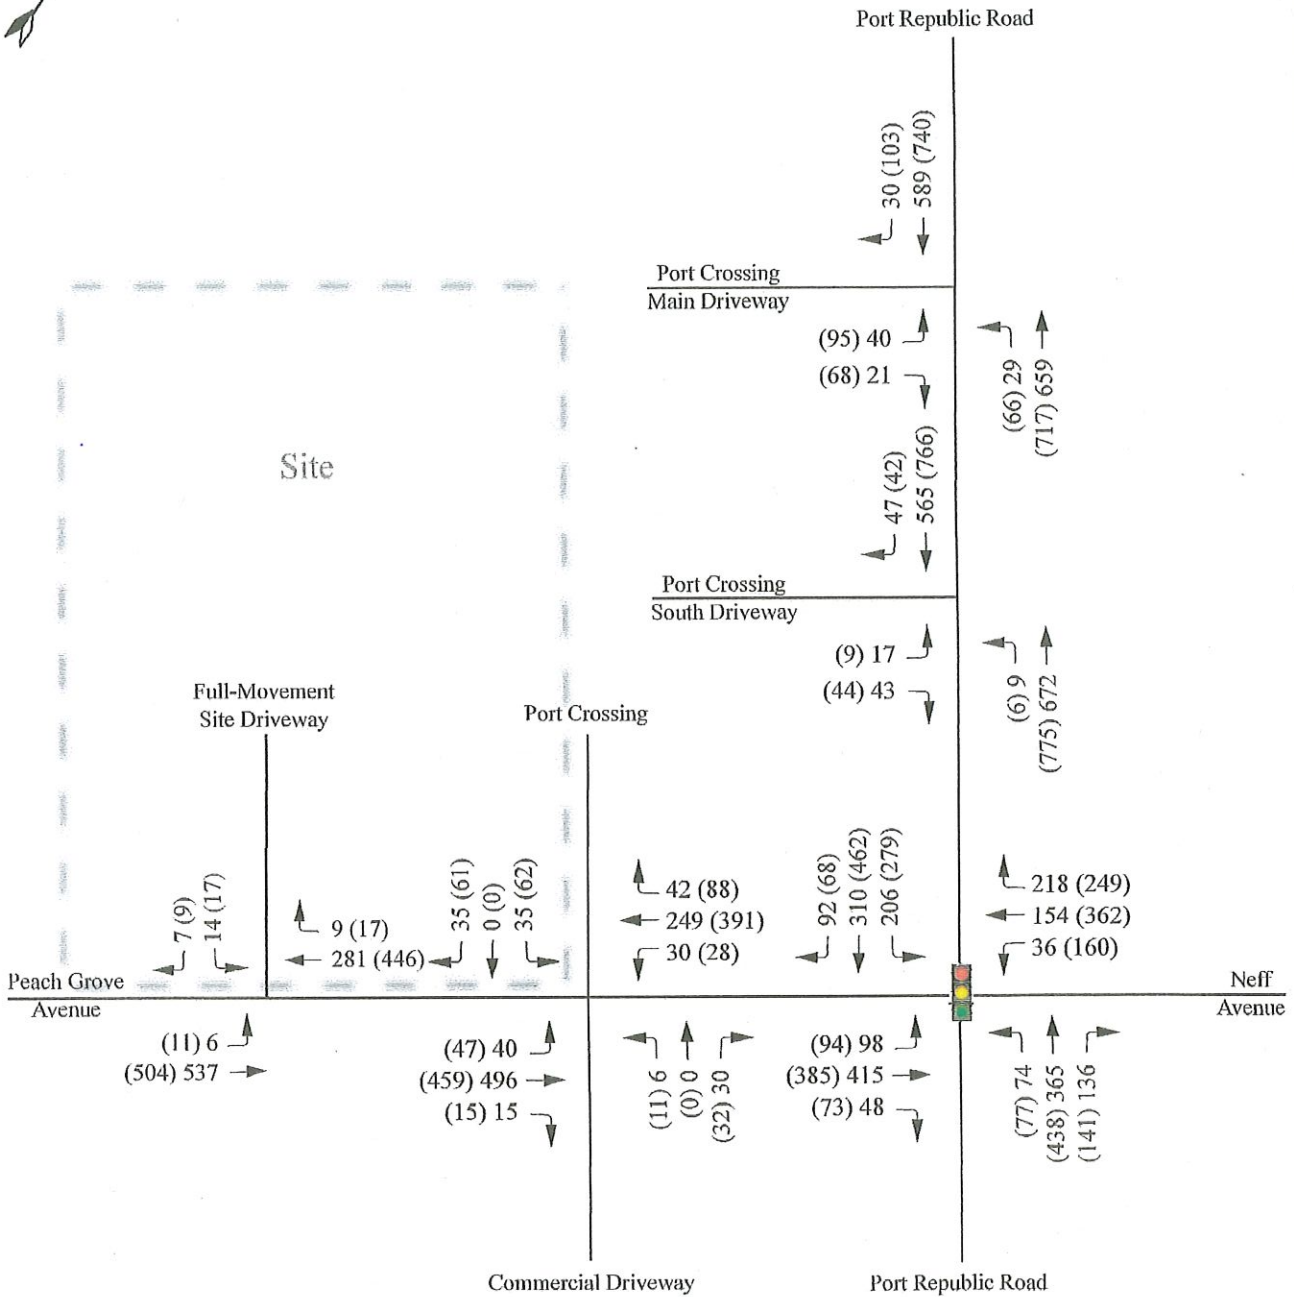 Port Republic Road
30 (103)
589 (740)
Port Crossing
Main Driveway
(95) 40
(68) 21
(66) 29
(717) 659
47 (42)
565 (766)
Site
Port Crossing
South Driveway
(9) 17
(44) 43
(6) 9
(775) 672
Full-Movement
Site Driveway
Port Crossing
7 (9)
14 (17)
9 (17)
281 (446)
35 (61)
0 (0)
35 (62)
42 (88)
249 (391)
30 (28)
92 (68)
310 (462)
206 (279)
218 (249)
154 (362)
36 (160)
Peach Grove
Avenue
Neff
Avenue
(11) 6
(504) 537
(47) 40
(459) 496
(15) 15
(11) 6
(0) 0
(32) 30
(94) 98
(385) 415
(73) 48
(77) 74
(438) 365
(141) 136
Commercial Driveway
Port Republic Road